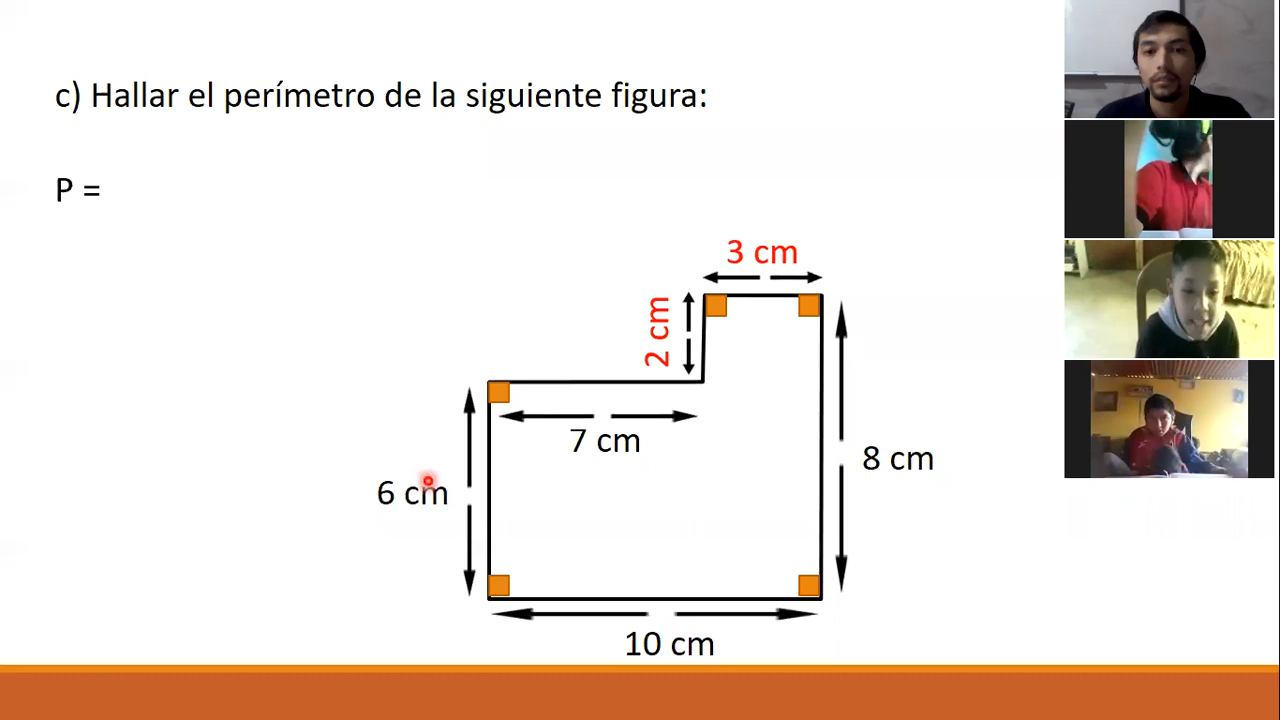 c) Hallar el perímetro de la siguiente figura:
P =
3 cm
2 cm
7 cm
8 cm
6 cm
10 cm